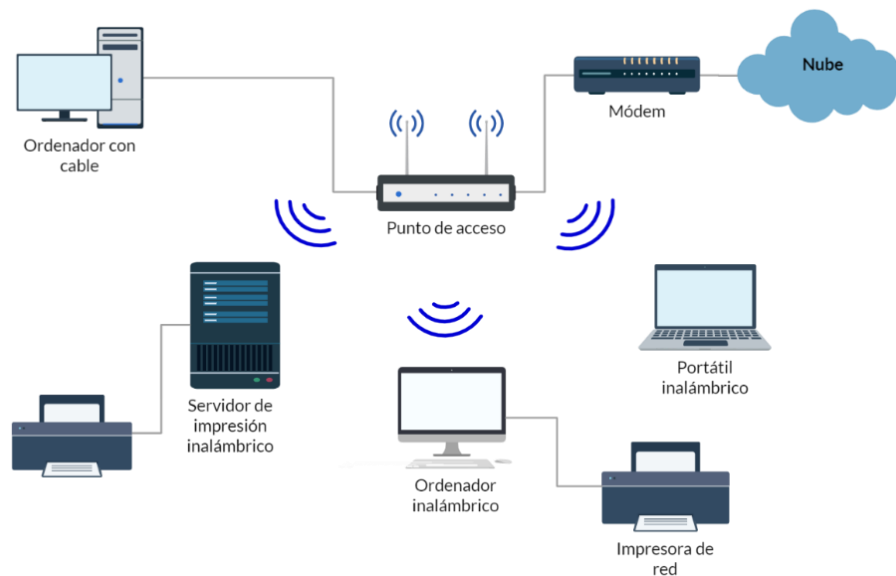 Nube
Módem
Ordenador con
cable
Punto de acceso
Portátil
inalámbrico
Servidor de
impresión
inalámbrico
Ordenador
inalámbrico
Impresora de
red